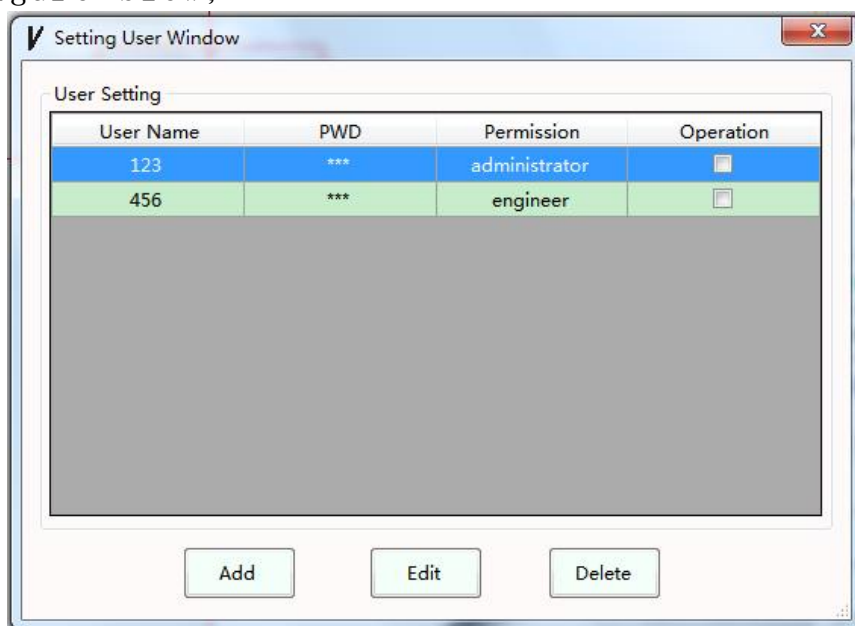 Setting User Window
User Setting
User Name PWD Permission Operation
123 *** administrator
456 *** engineer
Add Edit Delete